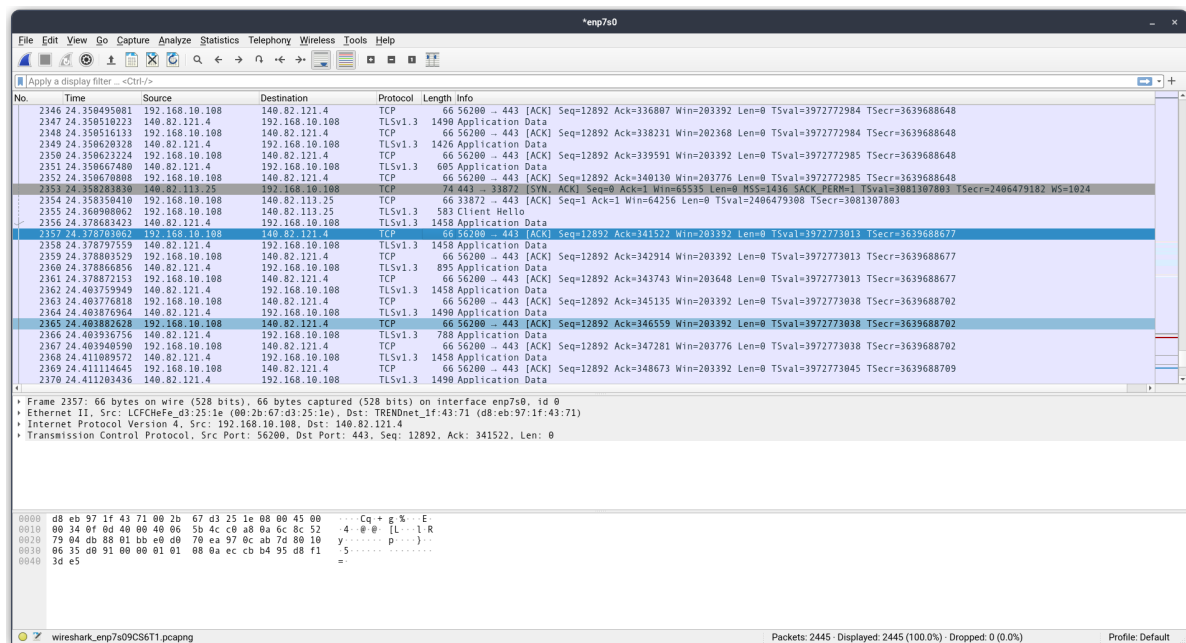 *enp7s0
File Edit View Go Capture Analyze Statistics Telephony Wireless Tools Help
Apply a display filter ... <Ctrl-/>
No. Time Source Destination Protocol Length Info
2346 24.350495081 192.168.10.108 140.82.121.4 TCP 66 56200 → 443 [ACK] Seq=12892 Ack=336807 Win=203392 Len=0 TSval=3972772984 TSecr=3639688648
2347 24.350510223 140.82.121.4 192.168.10.108 TLSv1.3 1490 Application Data
2348 24.350516133 192.168.10.108 140.82.121.4 TCP 66 56200 → 443 [ACK] Seq=12892 Ack=338231 Win=202368 Len=0 TSval=3972772984 TSecr=3639688648
2349 24.350620328 140.82.121.4 192.168.10.108 TLSv1.3 1426 Application Data
2350 24.350623224 192.168.10.108 140.82.121.4 TCP 66 56200 → 443 [ACK] Seq=12892 Ack=339591 Win=203392 Len=0 TSval=3972772985 TSecr=3639688648
2351 24.350667480 140.82.121.4 192.168.10.108 TLSv1.3 605 Application Data
2352 24.350670808 192.168.10.108 140.82.121.4 TCP 66 56200 → 443 [ACK] Seq=12892 Ack=340130 Win=203776 Len=0 TSval=3972772985 TSecr=3639688648
2353 24.358283830 140.82.113.25 192.168.10.108 TCP 74 443 → 33872 [SYN, ACK] Seq=0 Ack=1 Win=65535 Len=0 MSS=1436 SACK_PERM=1 TSval=3081307803 TSecr=2406479182 WS=1024
2354 24.358350410 192.168.10.108 140.82.113.25 TCP 66 33872 → 443 [ACK] Seq=1 Ack=1 Win=64256 Len=0 TSval=2406479308 TSecr=3081307803
2355 24.360908062 192.168.10.108 140.82.113.25 TLSv1.3 583 Client Hello
2356 24.378683423 140.82.121.4 192.168.10.108 TLSv1.3 1458 Application Data
2357 24.378703062 192.168.10.108 140.82.121.4 TCP 66 56200 → 443 [ACK] Seq=12892 Ack=341522 Win=203392 Len=0 TSval=3972773013 TSecr=3639688677
2358 24.378797559 140.82.121.4 192.168.10.108 TLSv1.3 1458 Application Data
2359 24.378803529 192.168.10.108 140.82.121.4 TCP 66 56200 → 443 [ACK] Seq=12892 Ack=342914 Win=203392 Len=0 TSval=3972773013 TSecr=3639688677
2360 24.378866856 140.82.121.4 192.168.10.108 TLSv1.3 895 Application Data
2361 24.378872153 192.168.10.108 140.82.121.4 TCP 66 56200 → 443 [ACK] Seq=12892 Ack=343743 Win=203648 Len=0 TSval=3972773013 TSecr=3639688677
2362 24.403759949 140.82.121.4 192.168.10.108 TLSv1.3 1458 Application Data
2363 24.403776818 192.168.10.108 140.82.121.4 TCP 66 56200 → 443 [ACK] Seq=12892 Ack=345135 Win=203392 Len=0 TSval=3972773038 TSecr=3639688702
2364 24.403876964 140.82.121.4 192.168.10.108 TLSv1.3 1490 Application Data
2365 24.403882628 192.168.10.108 140.82.121.4 TCP 66 56200 → 443 [ACK] Seq=12892 Ack=346559 Win=203392 Len=0 TSval=3972773038 TSecr=3639688702
2366 24.403936756 140.82.121.4 192.168.10.108 TLSv1.3 788 Application Data
2367 24.403940590 192.168.10.108 140.82.121.4 TCP 66 56200 → 443 [ACK] Seq=12892 Ack=347281 Win=203776 Len=0 TSval=3972773038 TSecr=3639688702
2368 24.411089572 140.82.121.4 192.168.10.108 TLSv1.3 1458 Application Data
2369 24.411114645 192.168.10.108 140.82.121.4 TCP 66 56200 → 443 [ACK] Seq=12892 Ack=348673 Win=203392 Len=0 TSval=3972773045 TSecr=3639688709
2370 24.411203436 140.82.121.4 192.168.10.108 TLSv1.3 1490 Application Data
Frame 2357: 66 bytes on wire (528 bits), 66 bytes captured (528 bits) on interface enp7s0, id 0
Ethernet II, Src: LCFCHeFe_d3:25:1e (00:2b:67:d3:25:1e), Dst: TRENDnet_1f:43:71 (d8:eb:97:1f:43:71)
Internet Protocol Version 4, Src: 192.168.10.108, Dst: 140.82.121.4
Transmission Control Protocol, Src Port: 56200, Dst Port: 443, Seq: 12892, Ack: 341522, Len: 0
0000 d8 eb 97 1f 43 71 00 2b 67 d3 25 1e 08 00 45 00 ····Cq·+ g·%···E·
0010 00 34 0f 0d 40 00 40 06 5b 4c c0 a8 0a 6c 8c 52 ·4··@·@· [L···l·R
0020 79 04 db 88 01 bb e0 d0 70 ea 97 0c ab 7d 80 10 y······· p····}··
0030 06 35 d0 91 00 00 01 01 08 0a ec cb b4 95 d8 f1 ·5······ ········
0040 3d e5 =·
wireshark_enp7s09CS6T1.pcapng Packets: 2445 · Displayed: 2445 (100.0%) · Dropped: 0 (0.0%) Profile: Default